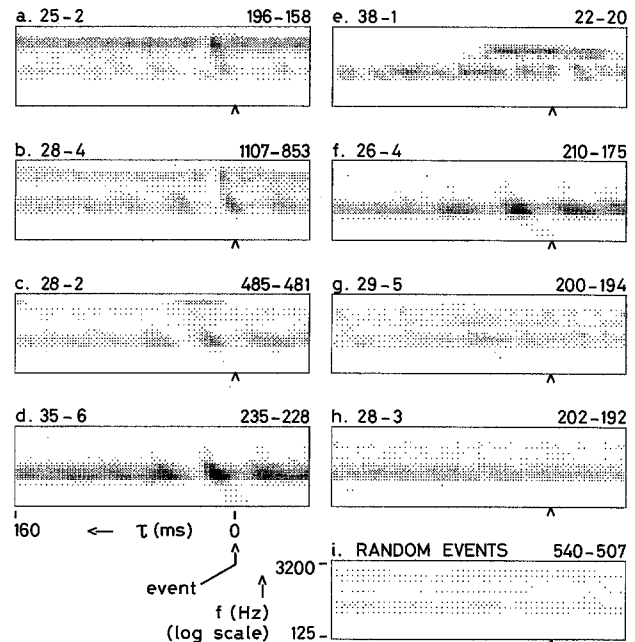 a. 25-2 196-158
b. 28-4 1107-853
c. 28-2 485-481
d. 35-6 235-228
160 ← τ (ms) 0
event
e. 38-1 22-20
f. 26-4 210-175
g. 29-5 200-194
h. 28-3 202-192
i. RANDOM EVENTS 540-507
3200
f (Hz)
(log scale) 125